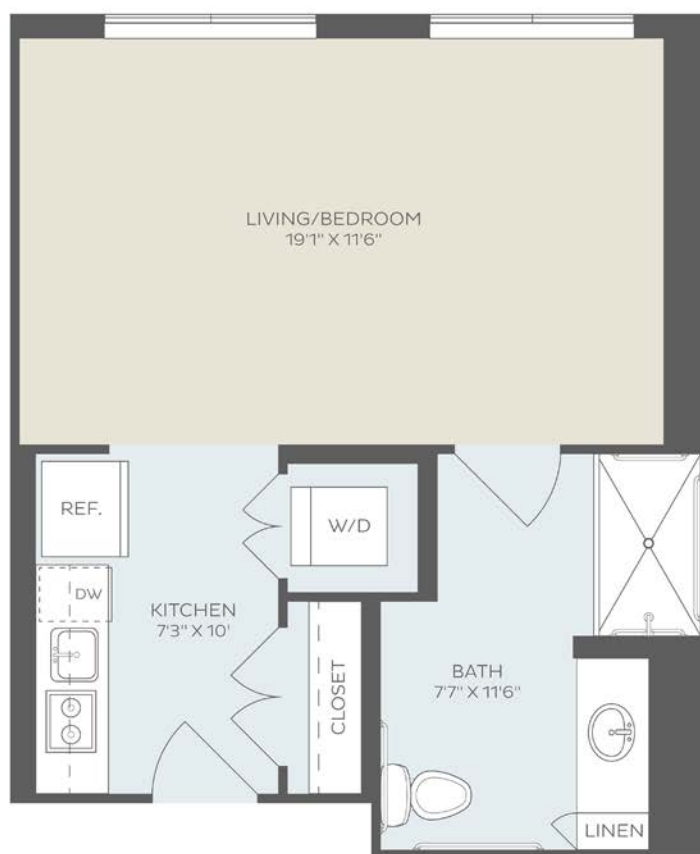 LIVING/BEDROOM
19'1" X 11'6"
REF.
W/D
DW
KITCHEN
7'3" X 10'
CLOSET
BATH
7'7" X 11'6"
LINEN